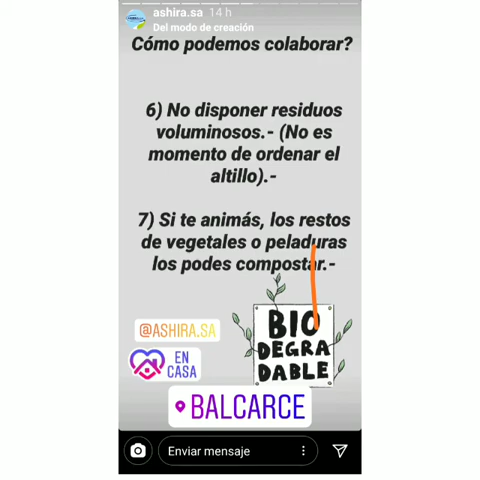 ashira.sa 14 h
Del modo de creación
Cómo podemos colaborar?
6) No disponer residuos
voluminosos.- (No es
momento de ordenar el
altillo).-
7) Si te animás, los restos
de vegetales o peladuras
los podes compostar.-
@ASHIRA.SA
EN
CASA
BIO
DEGRA
DABLE
BALCARCE
Enviar mensaje